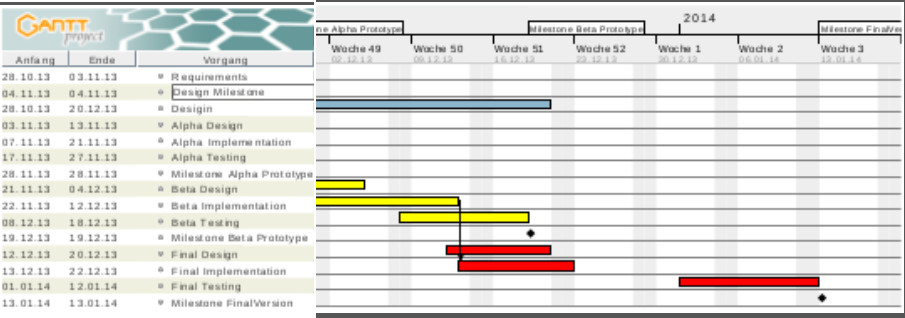 GANTT
project
Anfang Ende Vorgang
28.10.13 03.11.13 Requirements
04.11.13 04.11.13 Design Milestone
28.10.13 20.12.13 Desigin
03.11.13 13.11.13 Alpha Design
07.11.13 21.11.13 Alpha Implementation
17.11.13 27.11.13 Alpha Testing
28.11.13 28.11.13 Milestone Alpha Prototype
21.11.13 04.12.13 Beta Design
22.11.13 12.12.13 Beta Implementation
08.12.13 18.12.13 Beta Testing
19.12.13 19.12.13 Milestone Beta Prototype
12.12.13 20.12.13 Final Design
13.12.13 22.12.13 Final Implementation
01.01.14 12.01.14 Final Testing
13.01.14 13.01.14 Milestone FinalVersion
2014
ne Alpha Prototype Milestone Beta Prototype Milestone FinalVer
Woche 49 Woche 50 Woche 51 Woche 52 Woche 1 Woche 2 Woche 3
02.12.13 09.12.13 16.12.13 23.12.13 30.12.13 06.01.14 13.01.14